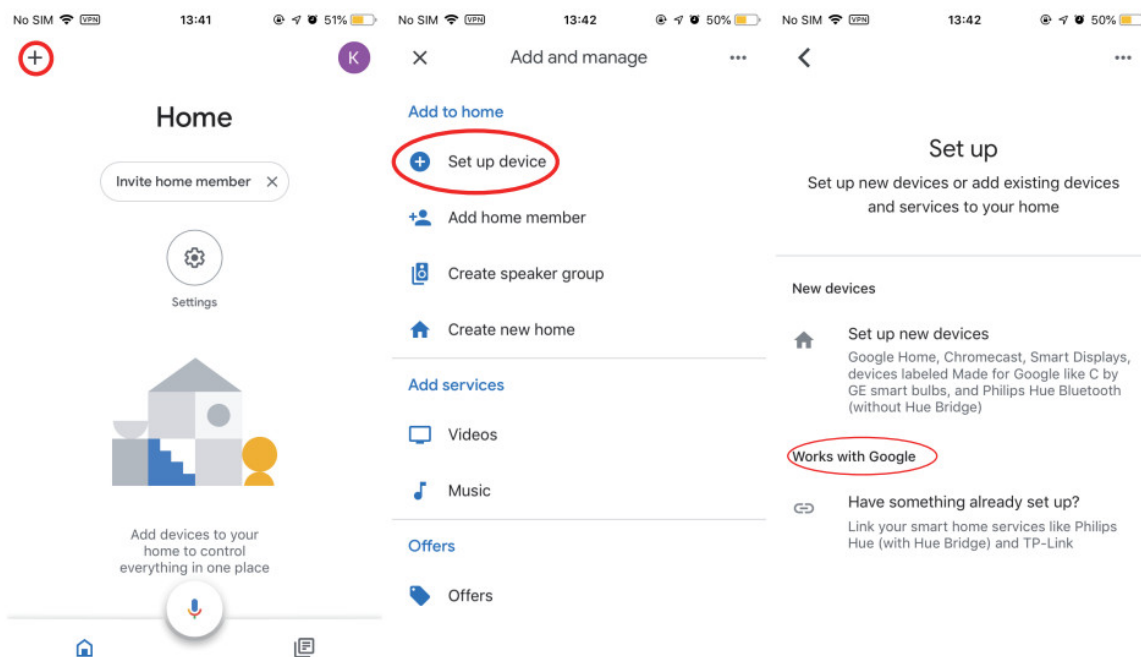 No SIM VPN 13:41 51%
K
Home
Invite home member
Settings
Add devices to your
home to control
everything in one place
No SIM VPN 13:42 50%
Add and manage
Add to home
Set up device
Add home member
Create speaker group
Create new home
Add services
Videos
Music
Offers
Offers
No SIM VPN 13:42 50%
Set up
Set up new devices or add existing devices
and services to your home
New devices
Set up new devices
Google Home, Chromecast, Smart Displays,
devices labeled Made for Google like C by
GE smart bulbs, and Philips Hue Bluetooth
(without Hue Bridge)
Works with Google
Have something already set up?
Link your smart home services like Philips
Hue (with Hue Bridge) and TP-Link